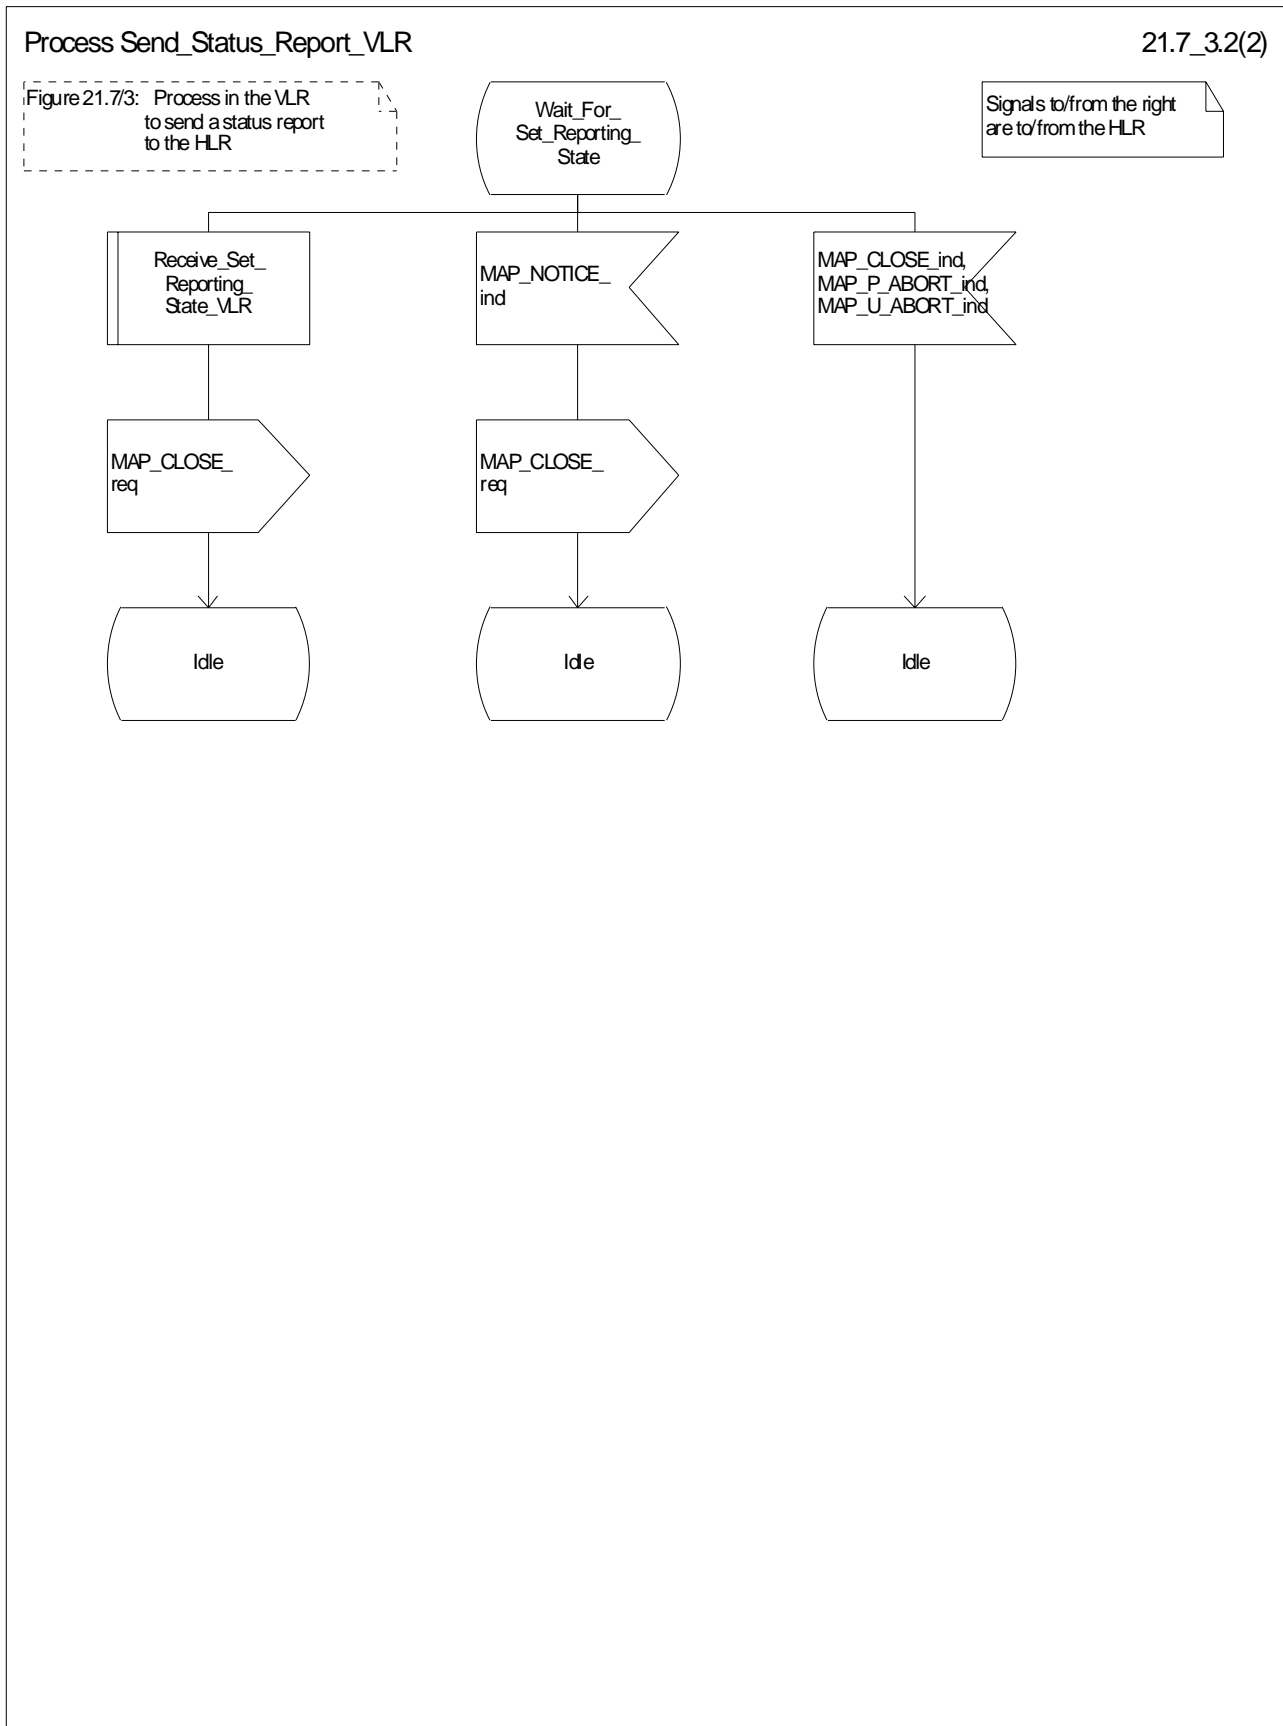 Process Send_Status_Report_VLR
21.7_3.2(2)
Figure 21.7/3: Process in the VLR
to send a status report
to the HLR
Wait_For_
Set_Reporting_
State
Signals to/from the right
are to/from the HLR
Receive_Set_
Reporting_
State_VLR
MAP_NOTICE_
ind
MAP_CLOSE_ind,
MAP_P_ABORT_ind,
MAP_U_ABORT_ind
MAP_CLOSE_
req
MAP_CLOSE_
req
Idle
Idle
Idle